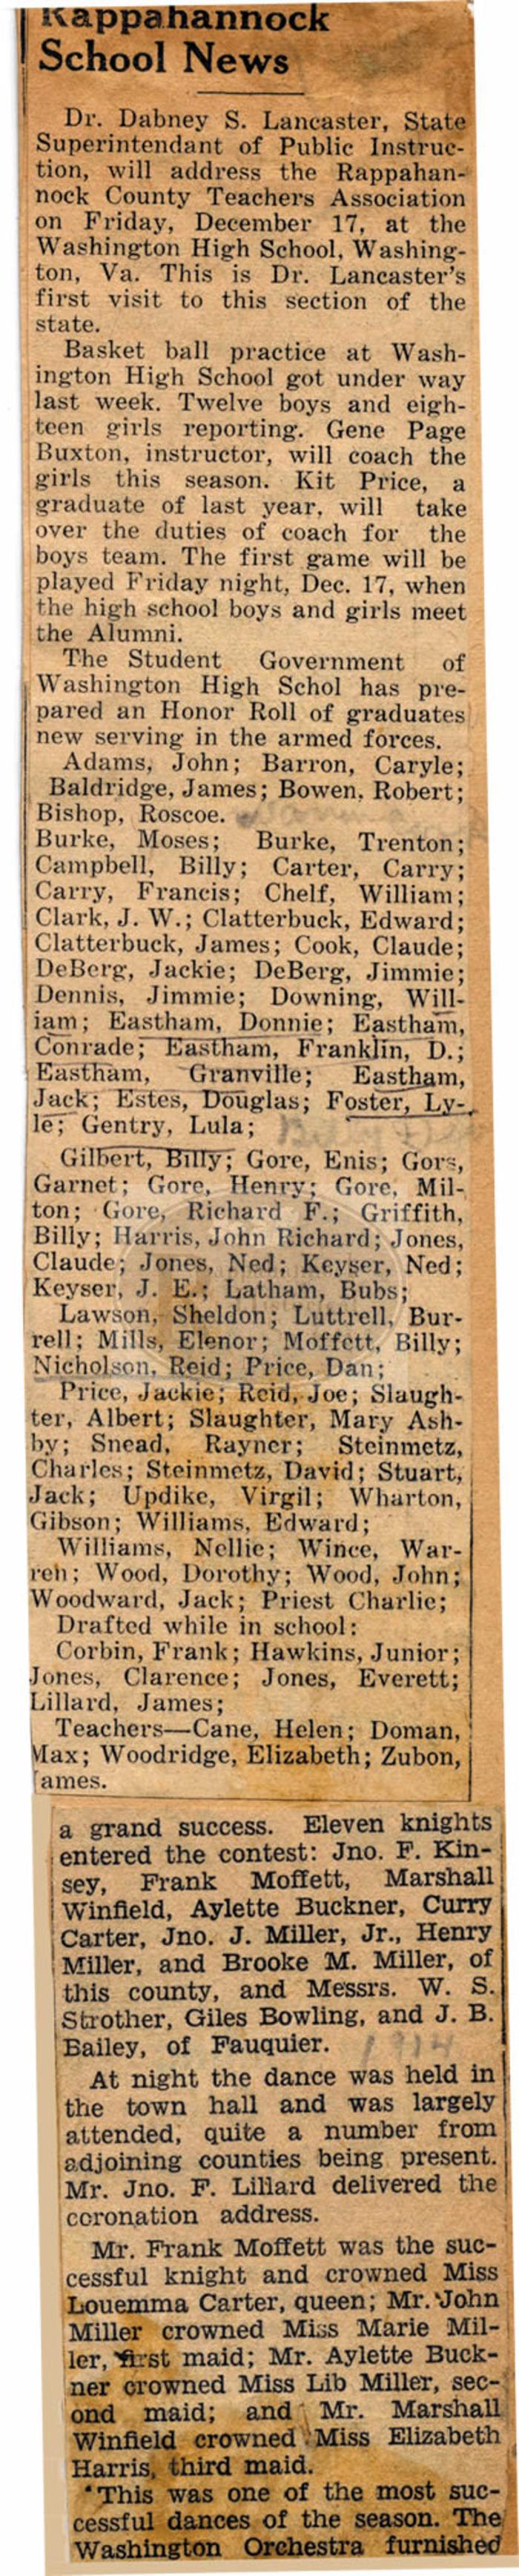 Rappahannock
School News
Dr. Dabney S. Lancaster, State
Superintendant of Public Instruc-
tion, will address the Rappahan-
nock County Teachers Association
on Friday, December 17, at the
Washington High School, Washing-
ton, Va. This is Dr. Lancaster's
first visit to this section of the
state.
Basket ball practice at Wash-
ington High School got under way
last week. Twelve boys and eigh-
teen girls reporting. Gene Page
Buxton, instructor, will coach the
girls this season. Kit Price, a
graduate of last year, will take
over the duties of coach for the
boys team. The first game will be
played Friday night, Dec. 17, when
the high school boys and girls meet
the Alumni.
The Student Government of
Washington High Schol has pre-
pared an Honor Roll of graduates
new serving in the armed forces.
Adams, John; Barron, Caryle;
Baldridge, James; Bowen, Robert;
Bishop, Roscoe.
Burke, Moses; Burke, Trenton;
Campbell, Billy; Carter, Carry;
Carry, Francis; Chelf, William;
Clark, J. W.; Clatterbuck, Edward;
Clatterbuck, James; Cook, Claude;
DeBerg, Jackie; DeBerg, Jimmie;
Dennis, Jimmie; Downing, Will-
iam; Eastham, Donnie; Eastham,
Conrade; Eastham, Franklin, D.;
Eastham, Granville; Eastham,
Jack; Estes, Douglas; Foster, Ly-
le; Gentry, Lula;
Gilbert, Billy; Gore, Enis; Gore,
Garnet; Gore, Henry; Gore, Mil-
ton; Gore, Richard F.; Griffith,
Billy; Harris, John Richard; Jones,
Claude; Jones, Ned; Keyser, Ned;
Keyser, J. E.; Latham, Bubs;
Lawson, Sheldon; Luttrell, Bur-
rell; Mills, Elenor; Moffett, Billy;
Nicholson, Reid; Price, Dan;
Price, Jackie; Reid, Joe; Slaugh-
ter, Albert; Slaughter, Mary Ash-
by; Snead, Rayner; Steinmetz,
Charles; Steinmetz, David; Stuart,
Jack; Updike, Virgil; Wharton,
Gibson; Williams, Edward;
Williams, Nellie; Wince, War-
ren; Wood, Dorothy; Wood, John;
Woodward, Jack; Priest Charlie;
Drafted while in school:
Corbin, Frank; Hawkins, Junior;
Jones, Clarence; Jones, Everett;
Lillard, James;
Teachers—Cane, Helen; Doman,
Max; Woodridge, Elizabeth; Zubon,
James.
a grand success. Eleven knights
entered the contest: Jno. F. Kin-
sey, Frank Moffett, Marshall
Winfield, Aylette Buckner, Curry
Carter, Jno. J. Miller, Jr., Henry
Miller, and Brooke M. Miller, of
this county, and Messrs. W. S.
Strother, Giles Bowling, and J. B.
Bailey, of Fauquier. 1914
At night the dance was held in
the town hall and was largely
attended, quite a number from
adjoining counties being present.
Mr. Jno. F. Lillard delivered the
coronation address.
Mr. Frank Moffett was the suc-
cessful knight and crowned Miss
Louemma Carter, queen; Mr. John
Miller crowned Miss Marie Mil-
ler, first maid; Mr. Aylette Buck-
ner crowned Miss Lib Miller, sec-
ond maid; and Mr. Marshall
Winfield crowned Miss Elizabeth
Harris, third maid.
"This was one of the most suc-
cessful dances of the season. The
Washington Orchestra furnished